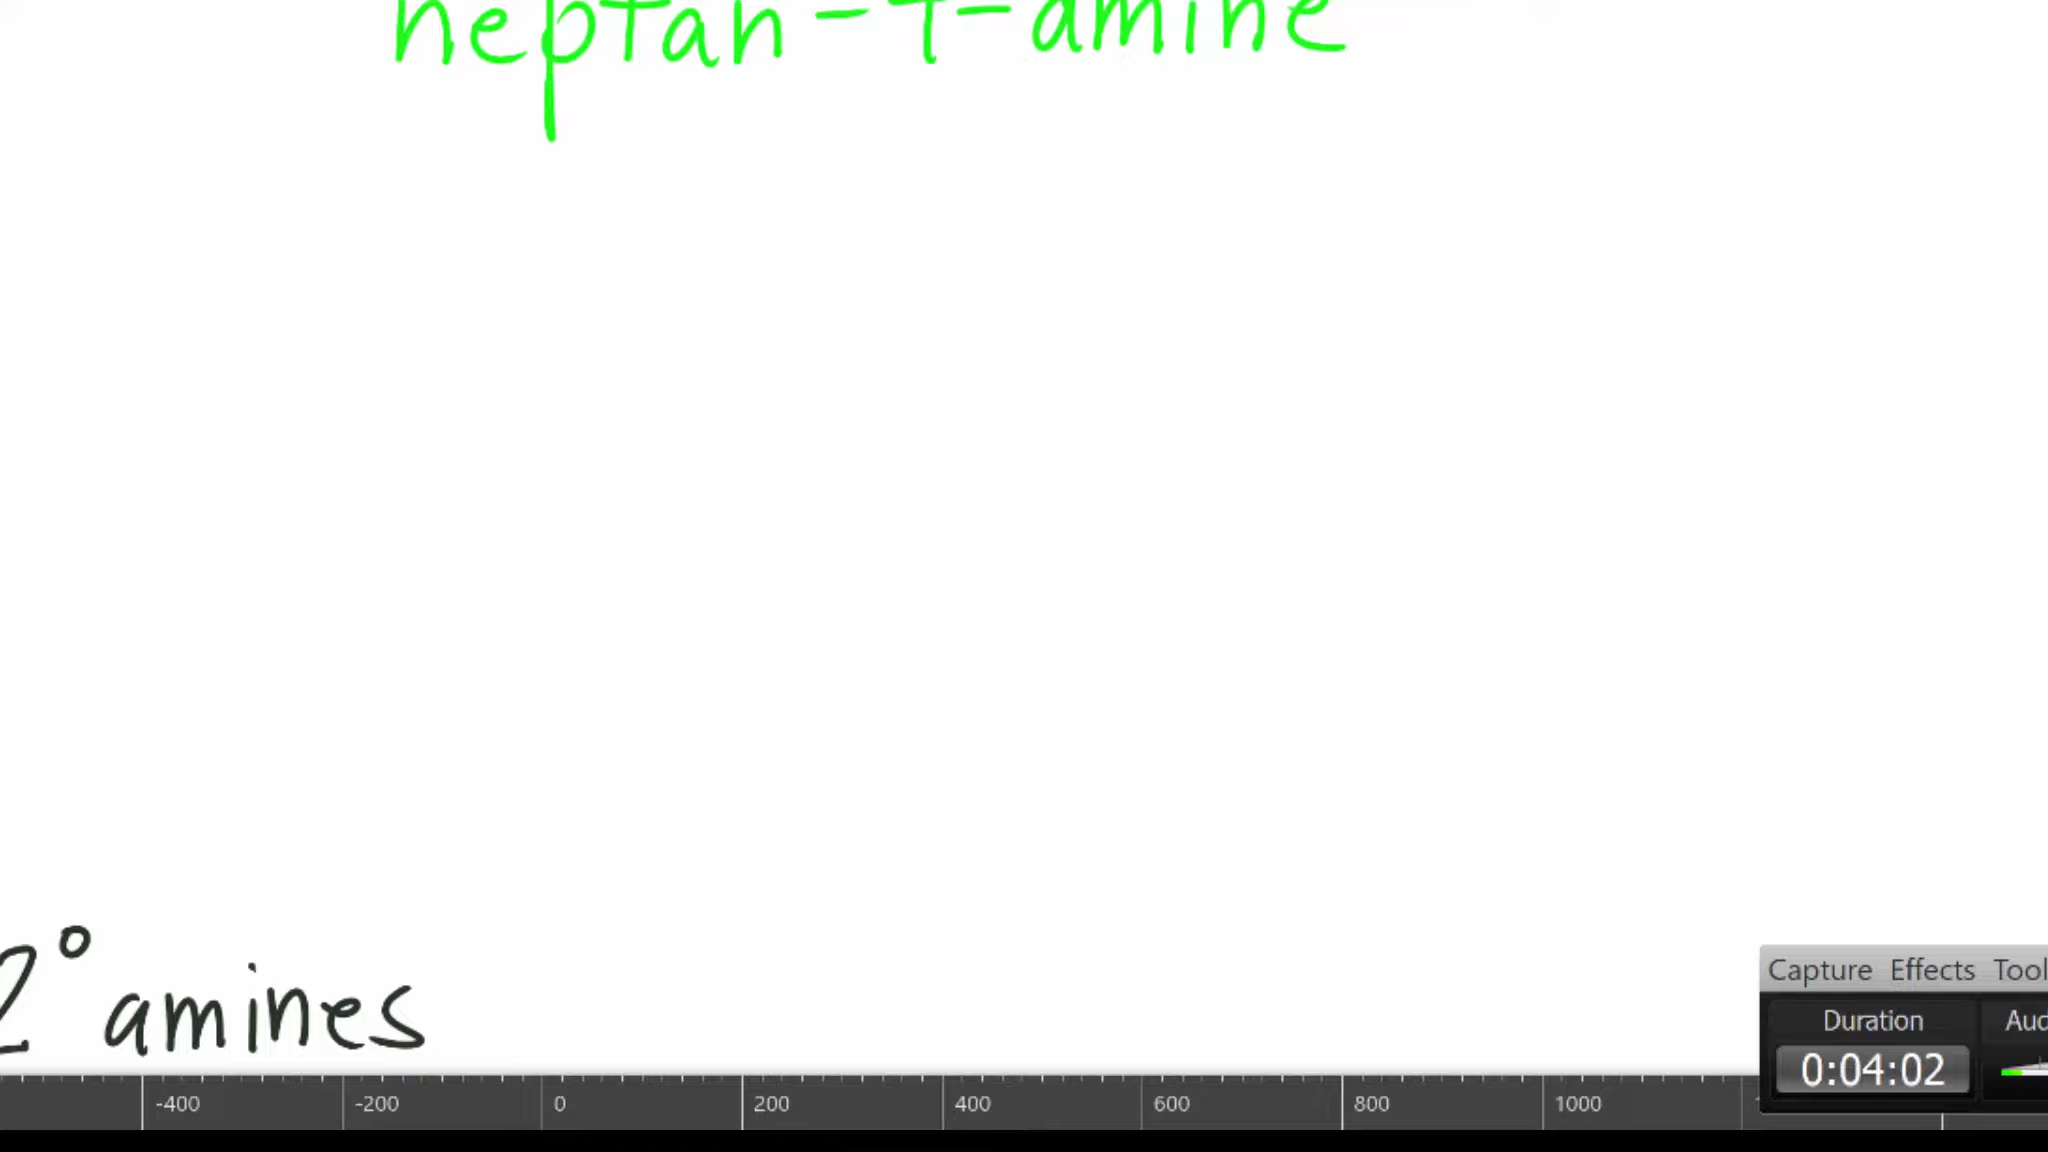 heptan-4-amine
2° amines
Capture Effects
Duration
0:04:02
-400 -200 0 200 400 600 800 1000